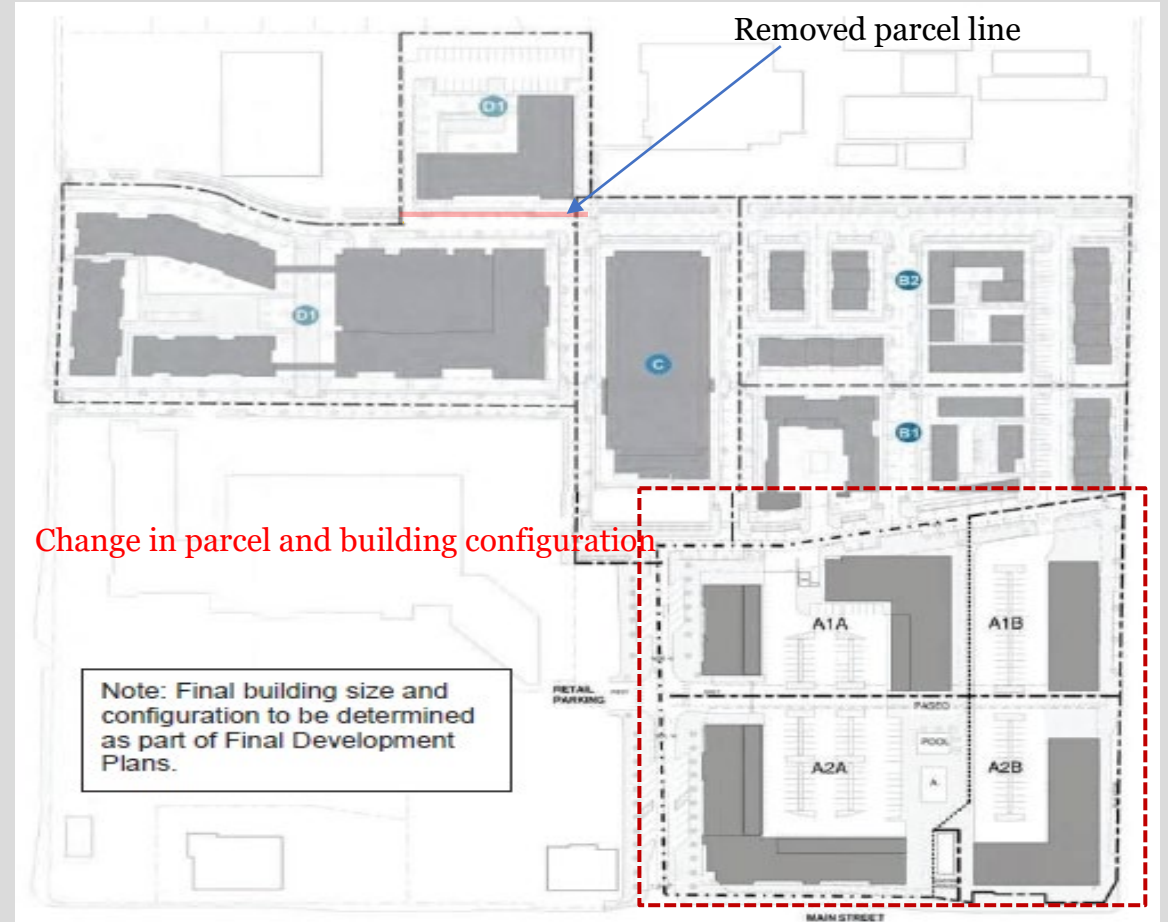 Removed parcel line
D1
B2
D1
C
B1
Change in parcel and building configuration
A1A
A1B
Note: Final building size and
configuration to be determined
as part of Final Development
Plans.
RETAIL
PARKING
PASEO
POOL
A2A
A2B
A
MAIN STREET